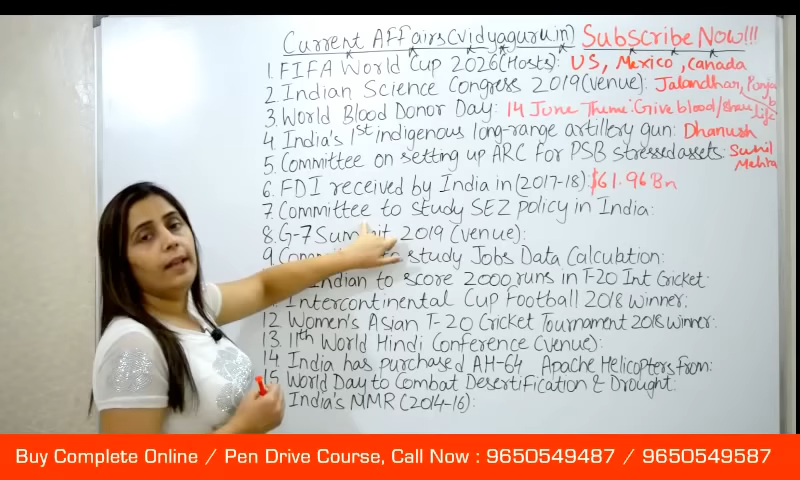 Current Affairs(vidyaguru.in) Subscribe Now!!!
1. FIFA World Cup 2026(Hosts): US, Mexico, Canada
2. Indian Science Congress 2019(venue): Jalandhar, Punjab
3. World Blood Donor Day: 14 June Theme: Give blood/share life
4. India's 1st indigenous long-range artillery gun: Dhanush
5. Committee on setting up ARC for PSB stressed assets: Sunil Mehta
6. FDI received by India in (2017-18): $61.96Bn
7. Committee to study SEZ policy in India:
8. G-7 Summit 2019 (venue):
9. to study Jobs Data Calculation:
Indian to score 2000 runs in T20 Int Cricket:
Intercontinental Cup Football 2018 Winner:
12. Women's Asian T-20 Cricket Tournament 2018 Winner:
13. 11th World Hindi Conference (venue):
14 India has purchased AH-64 Apache Helicopters from:
15. World Day to Combat Desertification & Drought:
India's MMR (2014-16):
Buy Complete Online / Pen Drive Course, Call Now : 9650549487 / 9650549587